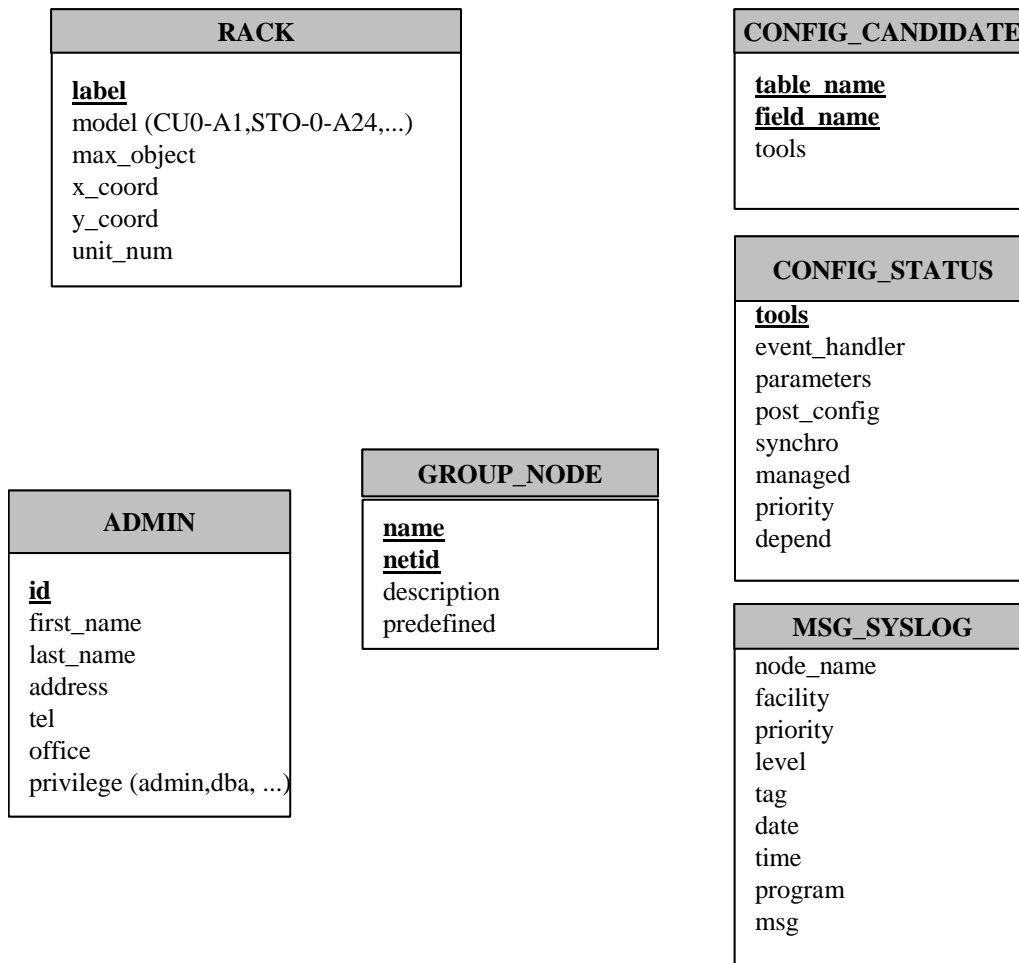 RACK
label
model (CU0-A1,STO-0-A24,...)
max_object
x_coord
y_coord
unit_num
CONFIG_CANDIDATE
table_name
field_name
tools
CONFIG_STATUS
tools
event_handler
parameters
post_config
synchro
managed
priority
depend
GROUP_NODE
name
netid
description
predefined
ADMIN
id
first_name
last_name
address
tel
office
privilege (admin,dba, ...)
MSG_SYSLOG
node_name
facility
priority
level
tag
date
time
program
msg